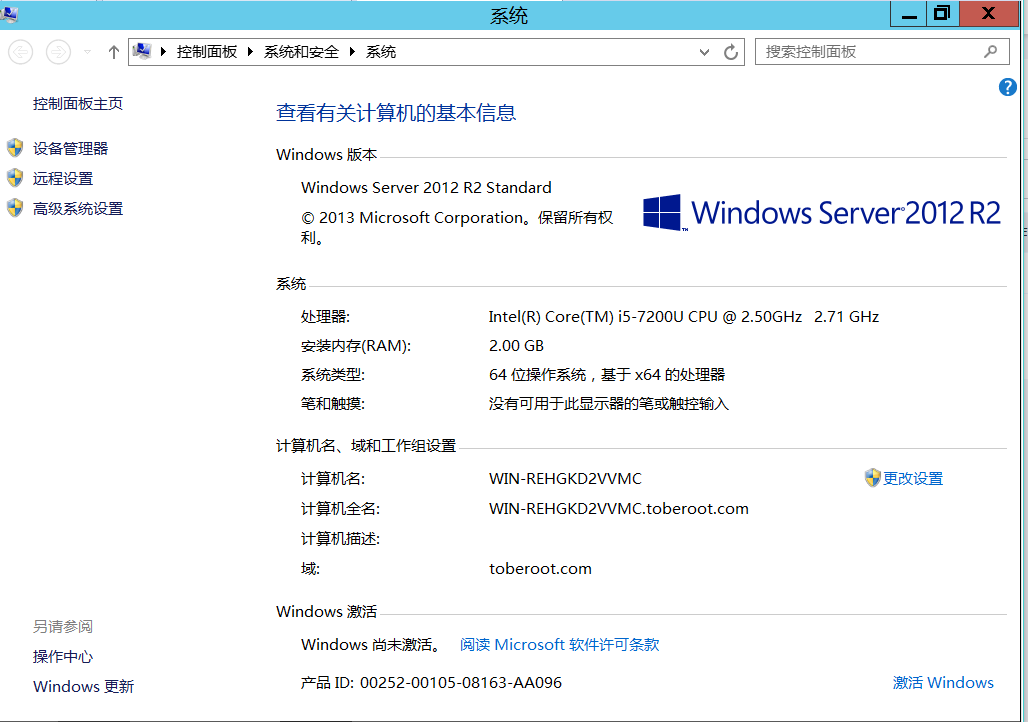 系统
控制面板 系统和安全 系统
搜索控制面板
控制面板主页
设备管理器
远程设置
高级系统设置
查看有关计算机的基本信息
Windows 版本
Windows Server 2012 R2 Standard
© 2013 Microsoft Corporation。保留所有权
利。
Windows Server 2012 R2
系统
处理器: Intel(R) Core(TM) i5-7200U CPU @ 2.50GHz 2.71 GHz
安装内存(RAM): 2.00 GB
系统类型: 64 位操作系统，基于 x64 的处理器
笔和触摸: 没有可用于此显示器的笔或触控输入
计算机名、域和工作组设置
计算机名: WIN-REHGKD2VVMC 更改设置
计算机全名: WIN-REHGKD2VVMC.toberoot.com
计算机描述:
域: toberoot.com
Windows 激活
Windows 尚未激活。 阅读 Microsoft 软件许可条款
产品 ID: 00252-00105-08163-AA096 激活 Windows
另请参阅
操作中心
Windows 更新